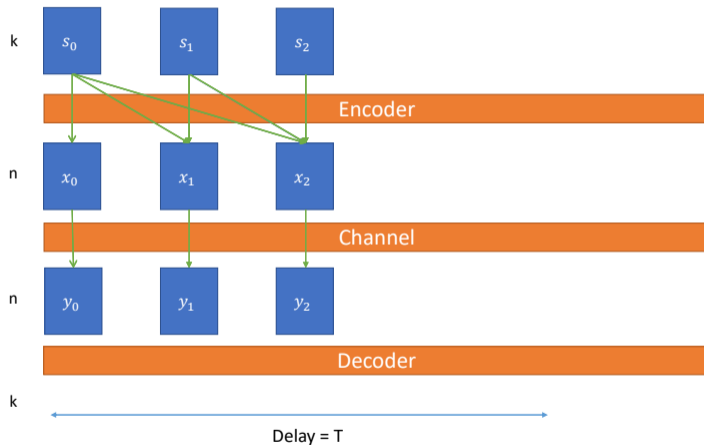 k s₀ s₁ s₂
Encoder
n x₀ x₁ x₂
Channel
n y₀ y₁ y₂
Decoder
k
Delay = T